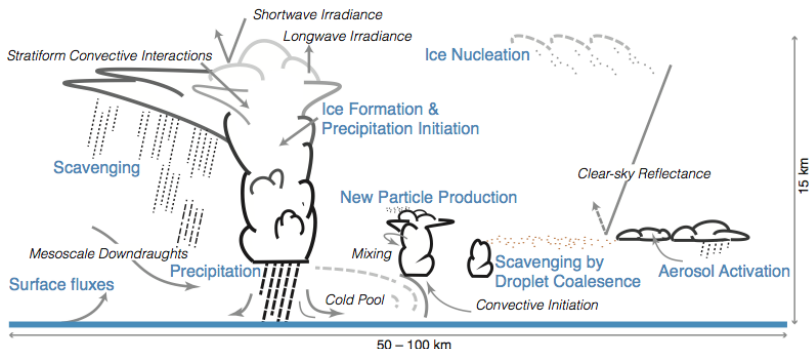 Shortwave Irradiance
Longwave Irradiance
Stratiform Convective Interactions
Ice Nucleation
Ice Formation &
Precipitation Initiation
Scavenging
Clear-sky Reflectance
15 km
New Particle Production
Mesoscale Downdraughts
Precipitation
Mixing
Scavenging by
Droplet Coalesence
Aerosol Activation
Surface fluxes
Cold Pool
Convective Initiation
50 – 100 km